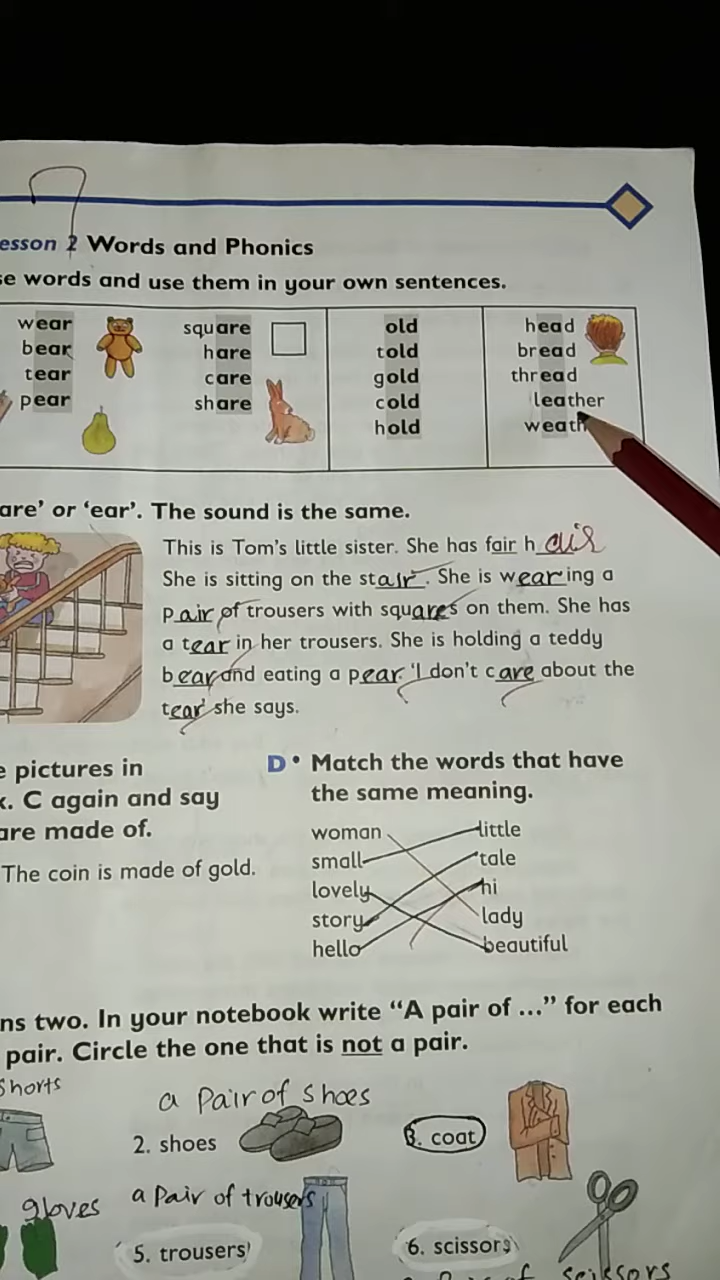 esson 2 Words and Phonics
se words and use them in your own sentences.
wear
bear
tear
pear
square
hare
care
share
old
told
gold
cold
hold
head
bread
thread
leather
weath
are’ or ‘ear’. The sound is the same.
This is Tom’s little sister. She has fair hair
She is sitting on the stair. She is wearing a
pair of trousers with squares on them. She has
a tear in her trousers. She is holding a teddy
bear and eating a pear. ‘I don’t care about the
tear’ she says.
e pictures in
x. C again and say
are made of.
The coin is made of gold.
D• Match the words that have
the same meaning.
woman
small
lovely
story
hello
little
tale
hi
lady
beautiful
ns two. In your notebook write “A pair of ...” for each
pair. Circle the one that is not a pair.
shorts
a Pair of shoes
2. shoes
3. coat
gloves
a Pair of trousers
5. trousers
6. scissors
of scissors